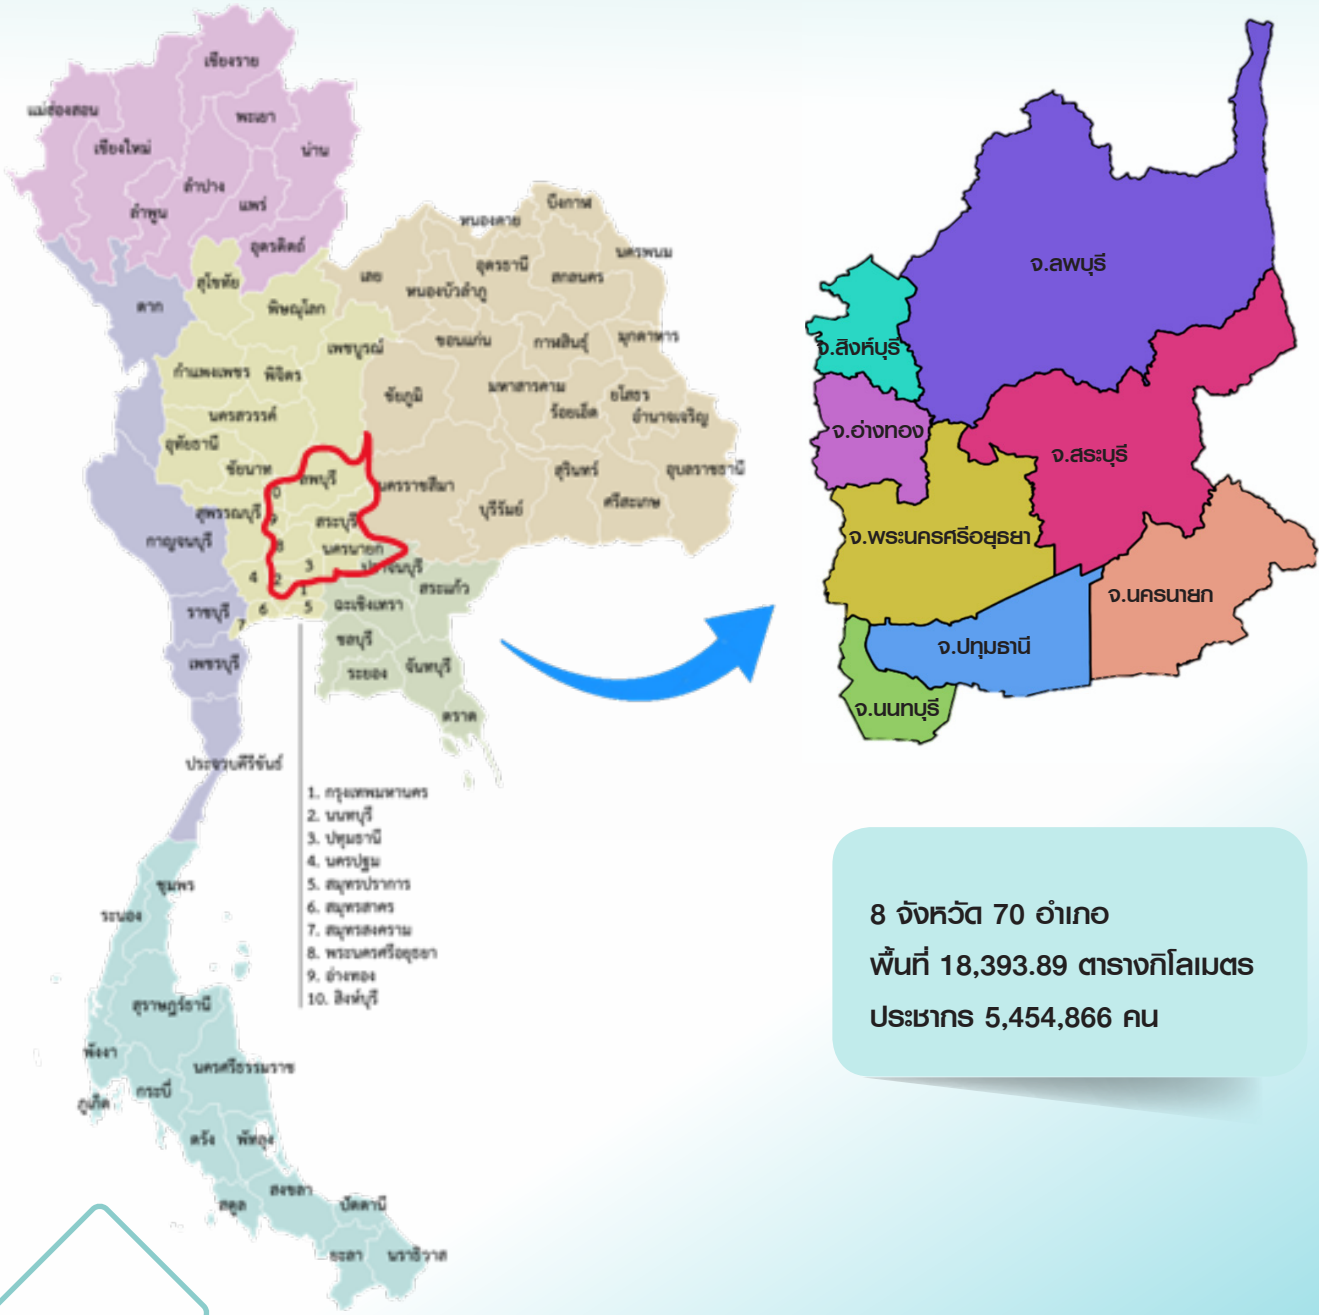 เชียงราย
แม่ฮ่องสอน
พะเยา
เชียงใหม่
น่าน
ลำปาง
แพร่
ลำพูน
อุตรดิตถ์
บึงกาฬ
หนองคาย
นครพนม
อุดรธานี
สกลนคร
เลย
หนองบัวลำภู
สุโขทัย
ตาก
พิษณุโลก
เพชบูรณ์
ขอนแก่น
กาฬสินธุ์
มุกดาหาร
กำแพงเพชร
พิจิตร
มหาสารคาม
ยโสธร
ชัยภูมิ
ร้อยเอ็ด
อำนาจเจริญ
นครสวรรค์
อุทัยธานี
ชัยนาท
ลพบุรี
นครราชสีมา
สุรินทร์
อุบลราชธานี
บุรีรัมย์
ศรีสะเกษ
0
สุพรรณบุรี
9
สระบุรี
กาญจนบุรี
8
นครนายก
3
ปราจีนบุรี
4
2
1
สระแก้ว
ราชบุรี
6
5
ฉะเชิงเทรา
7
ชลบุรี
เพชรบุรี
ระยอง
จันทบุรี
ตราด
ประจวบคีรีขันธ์
1. กรุงเทพมหานคร
2. นนทบุรี
3. ปทุมธานี
4. นครปฐม
5. สมุทรปราการ
6. สมุทรสาคร
7. สมุทรสงคราม
8. พระนครศรีอยุธยา
9. อ่างทอง
10. สิงห์บุรี
ชุมพร
ระนอง
สุราษฎร์ธานี
พังงา
นครศรีธรรมราช
กระบี่
ภูเก็ต
ตรัง
พัทลุง
สงขลา
สตูล
ปัตตานี
ยะลา
นราธิวาส
จ.ลพบุรี
จ.สิงห์บุรี
จ.อ่างทอง
จ.สระบุรี
จ.พระนครศรีอยุธยา
จ.นครนายก
จ.ปทุมธานี
จ.นนทบุรี
8 จังหวัด 70 อำเภอ
พื้นที่ 18,393.89 ตารางกิโลเมตร
ประชากร 5,454,866 คน